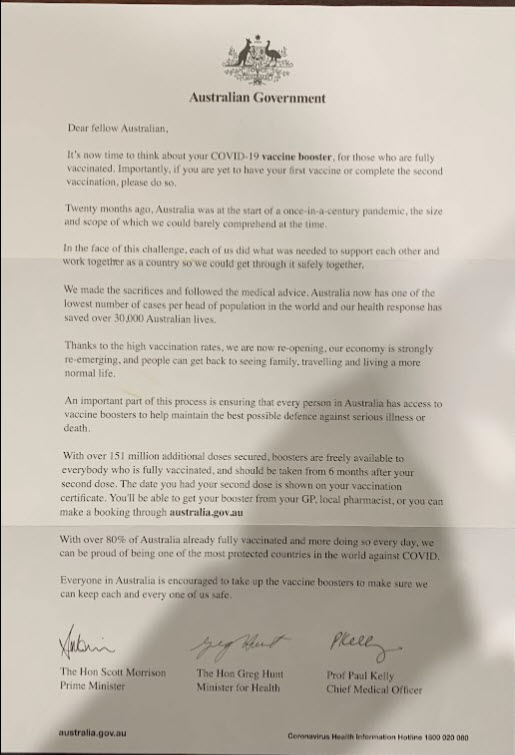 Australian Government
Dear fellow Australian,
It's now time to think about your COVID-19 vaccine booster, for those who are fully
vaccinated. Importantly, if you are yet to have your first vaccine or complete the second
vaccination, please do so.
Twenty months ago, Australia was at the start of a once-in-a-century pandemic, the size
and scope of which we could barely comprehend at the time.
In the face of this challenge, each of us did what was needed to support each other and
work together as a country so we could get through it safely together.
We made the sacrifices and followed the medical advice. Australia now has one of the
lowest number of cases per head of population in the world and our health response has
saved over 30,000 Australian lives.
Thanks to the high vaccination rates, we are now re-opening, our economy is strongly
re-emerging, and people can get back to seeing family, travelling and living a more
normal life.
An important part of this process is ensuring that every person in Australia has access to
vaccine boosters to help maintain the best possible defence against serious illness or
death.
With over 151 million additional doses secured, boosters are freely available to
everybody who is fully vaccinated, and should be taken from 6 months after your
second dose. The date you had your second dose is shown on your vaccination
certificate. You'll be able to get your booster from your GP, local pharmacist, or you can
make a booking through australia.gov.au
With over 80% of Australia already fully vaccinated and more doing so every day, we
can be proud of being one of the most protected countries in the world against COVID.
Everyone in Australia is encouraged to take up the vaccine boosters to make sure we
can keep each and every one of us safe.
Greg Hunt PKelly
The Hon Scott Morrison The Hon Greg Hunt Prof Paul Kelly
Prime Minister Minister for Health Chief Medical Officer
australia.gov.au Coronavirus Health Information Hotline 1800 020 080